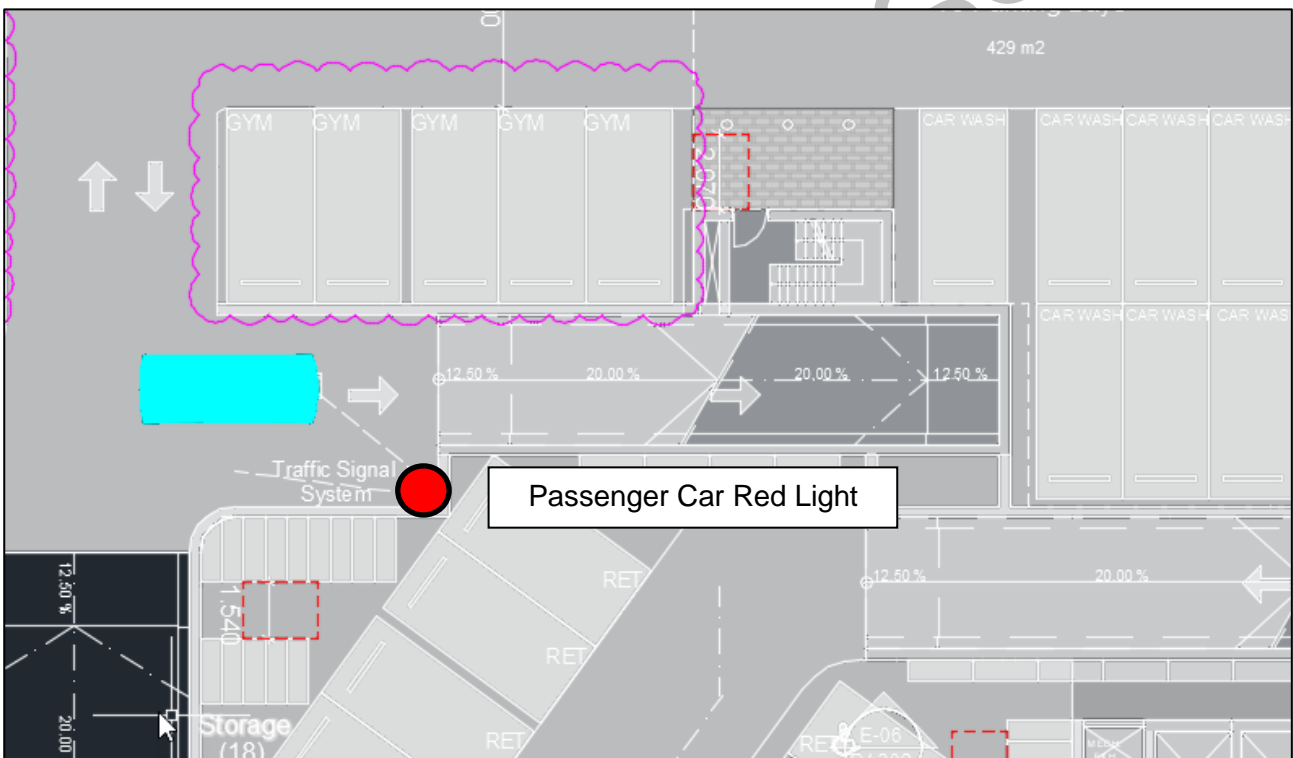 429 m2
GYM GYM GYM GYM GYM
CAR WASH CAR WASH CAR WASH CAR WASH
CAR WASH CAR WASH CAR WAS
12.50 % 20.00 % 20.00 % 12.50 %
Traffic Signal
System
Passenger Car Red Light
12.50 %
20.00
1.540
RET
RET
RET
12.50 % 20.00 %
Storage
(18)
RET
E-06